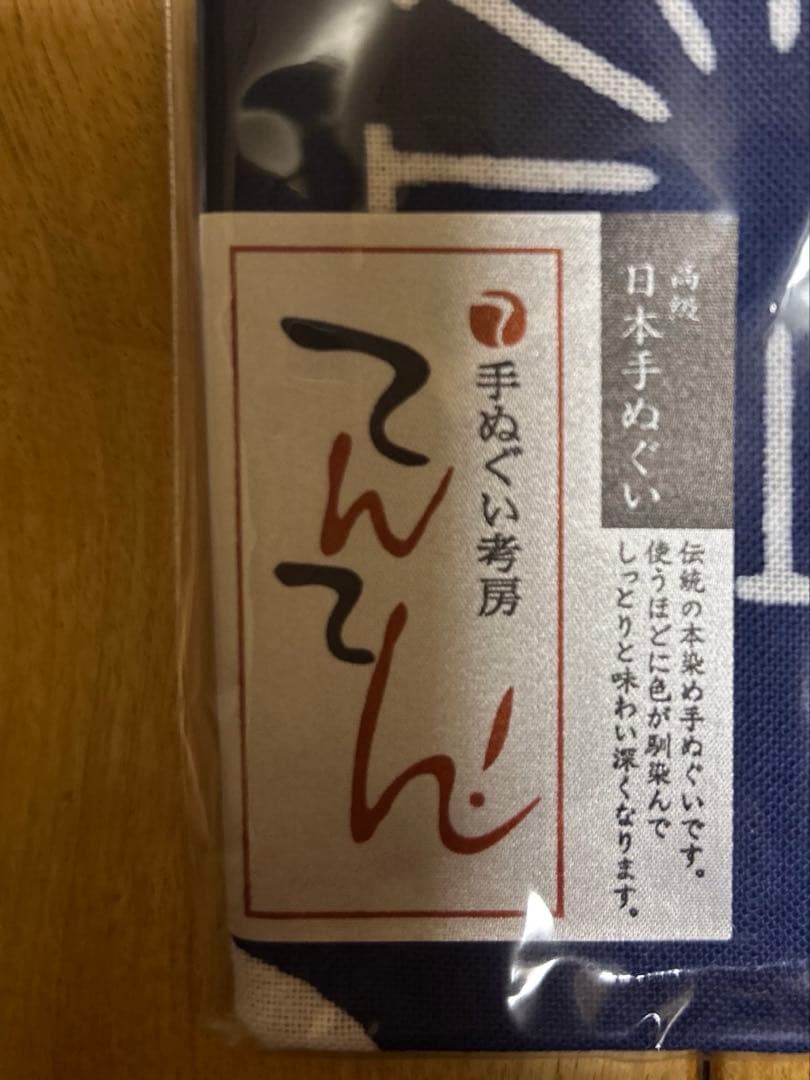 高級
日本手ぬぐい
伝統の本染め手ぬぐいです。
使うほどに色が馴染んで
しっとりと味わい深くなります。
て
手ぬぐい考房
てんてん!